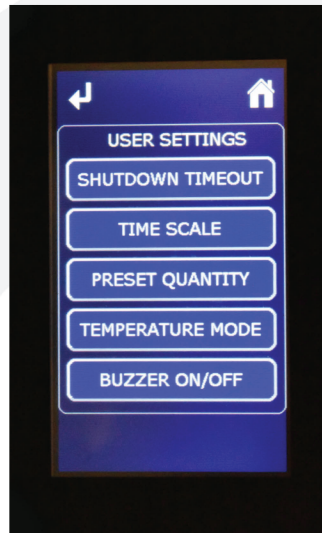 USER SETTINGS
SHUTDOWN TIMEOUT
TIME SCALE
PRESET QUANTITY
TEMPERATURE MODE
BUZZER ON/OFF